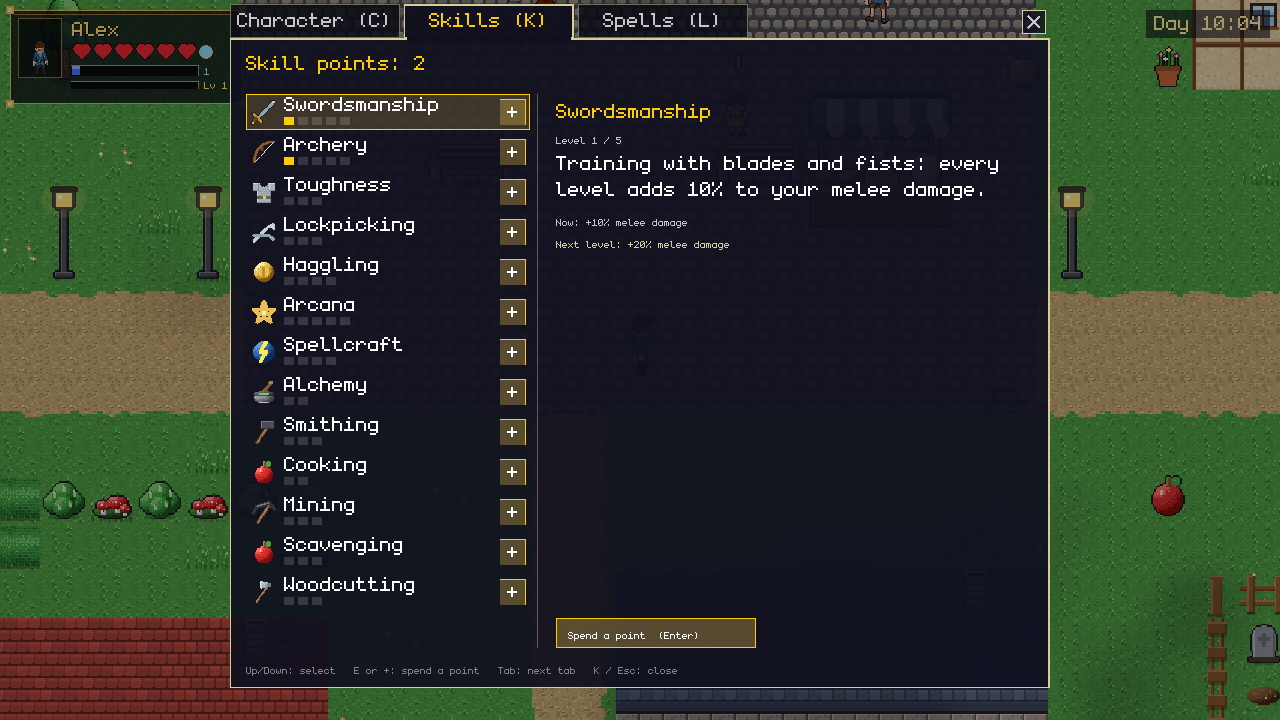 Character (C)
Skills (K)
Spells (L)
Alex
1
Lv 1
Day 10:04
Skill points: 2
Swordsmanship
Archery
Toughness
Lockpicking
Haggling
Arcana
Spellcraft
Alchemy
Smithing
Cooking
Mining
Scavenging
Woodcutting
Swordsmanship
Level 1 / 5
Training with blades and fists: every
level adds 10% to your melee damage.
Now: +10% melee damage
Next level: +20% melee damage
Spend a point (Enter)
Up/Down: select E or +: spend a point Tab: next tab K / Esc: close